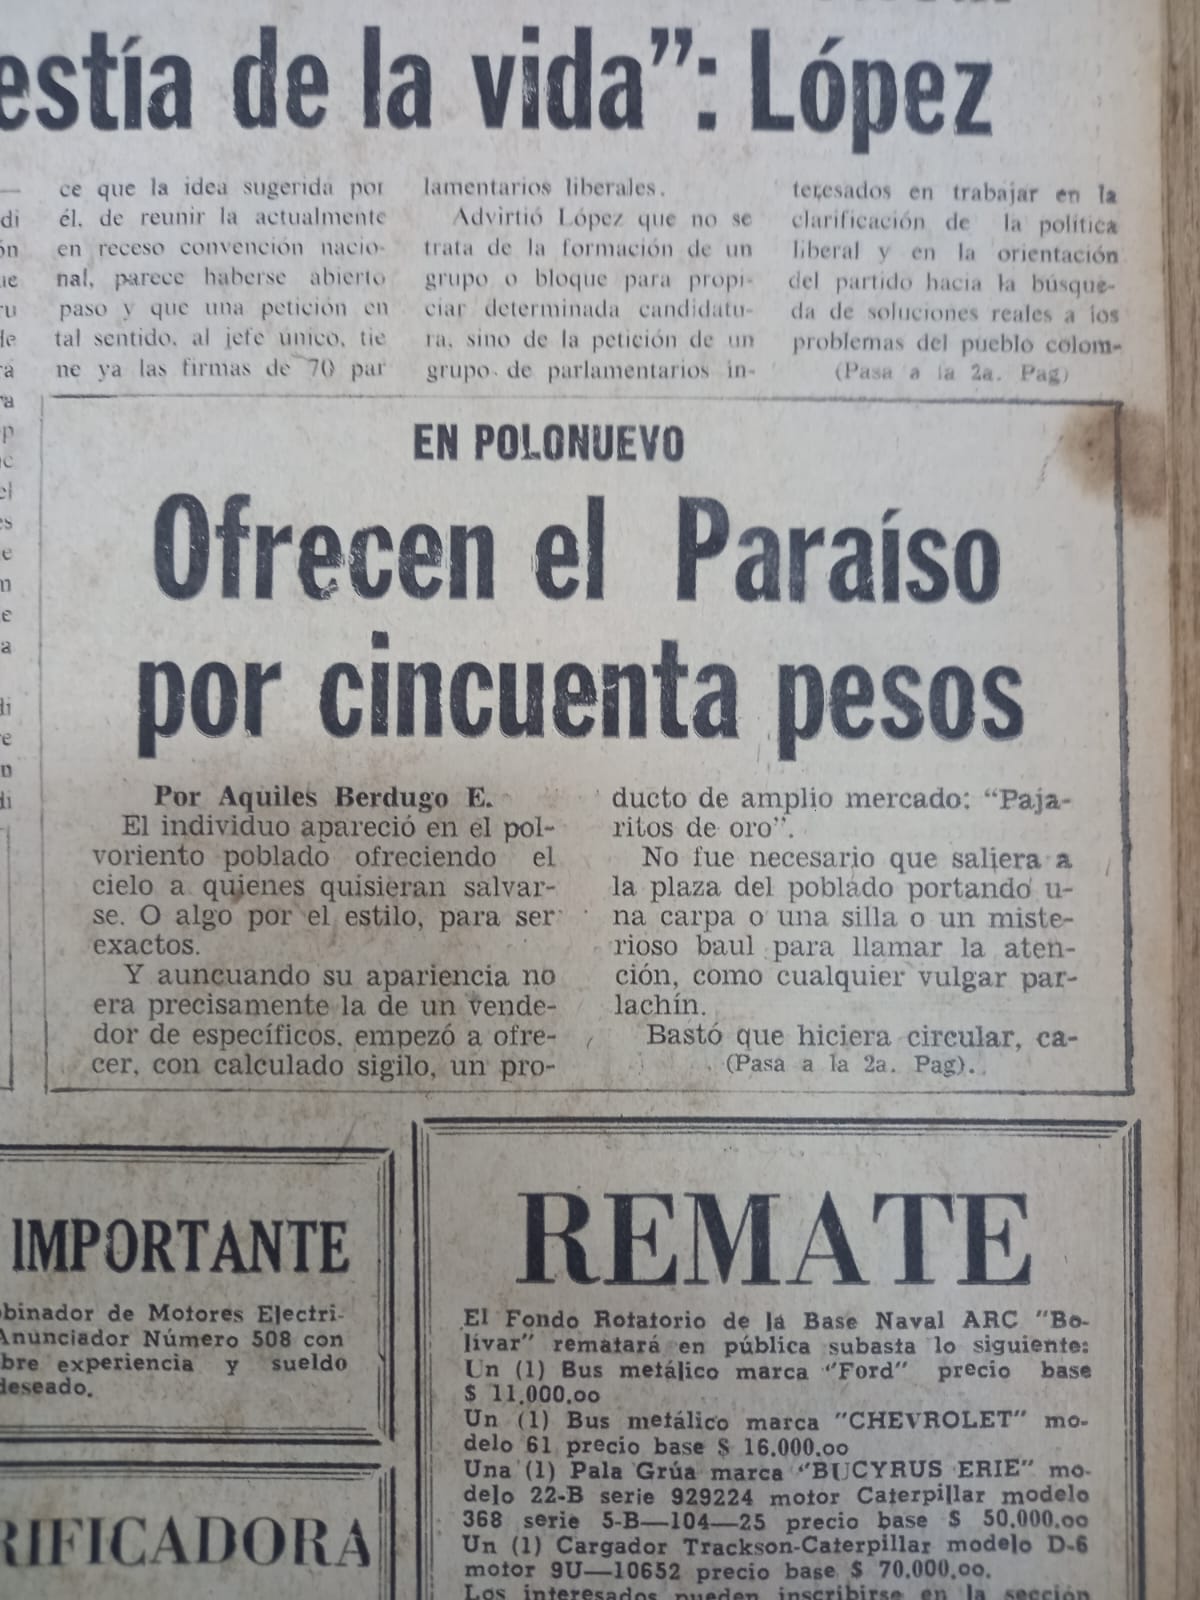 estía de la vida”: López
ce que la idea sugerida por
él, de reunir la actualmente
en receso convención nacio-
nal, parece haberse abierto
paso y que una petición en
tal sentido, al jefe único, tie
ne ya las firmas de 70 par
lamentarios liberales.
Advirtió López que no se
trata de la formación de un
grupo o bloque para propi-
ciar determinada candidatu-
ra, sino de la petición de un
grupo de parlamentarios in-
teresados en trabajar en la
clarificación de la política
liberal y en la orientación
del partido hacia la búsque-
da de soluciones reales a los
problemas del pueblo colom-
(Pasa a la 2a. Pag)
EN POLONUEVO
Ofrecen el Paraíso
por cincuenta pesos
Por Aquiles Berdugo E.
El individuo apareció en el pol-
voriento poblado ofreciendo el
cielo a quienes quisieran salvar-
se. O algo por el estilo, para ser
exactos.
Y auncuando su apariencia no
era precisamente la de un vende-
dor de específicos, empezó a ofre-
cer, con calculado sigilo, un pro-
ducto de amplio mercado: “Paja-
ritos de oro”.
No fue necesario que saliera a
la plaza del poblado portando u-
na carpa o una silla o un miste-
rioso baul para llamar la aten-
ción, como cualquier vulgar par-
lachín.
Bastó que hiciera circular, ca-
(Pasa a la 2a. Pag).
IMPORTANTE
obinador de Motores Electri-
Anunciador Número 508 con
bre experiencia y sueldo
deseado.
RIFICADORA
REMATE
El Fondo Rotatorio de la Base Naval ARC "Bo-
lívar" rematará en pública subasta lo siguiente:
Un (1) Bus metálico marca "Ford" precio base
$ 11.000.oo
Un (1) Bus metálico marca "CHEVROLET" mo-
delo 61 precio base $ 16.000.oo
Una (1) Pala Grúa marca "BUCYRUS ERIE" mo-
delo 22-B serie 929224 motor Caterpillar modelo
368 serie 5-B—104—25 precio base $ 50.000.oo
Un (1) Cargador Trackson-Caterpillar modelo D-6
motor 9U—10652 precio base $ 70.000.oo.
Los interesados pueden inscribirse en la sección